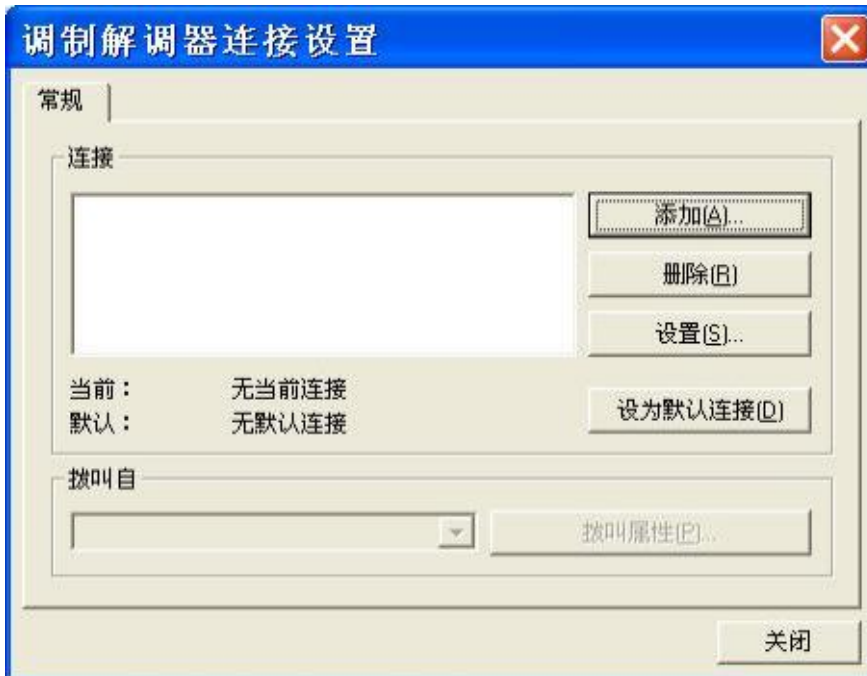 调制解调器连接设置
常规
连接
添加(A)...
删除(R)
设置(S)...
当前： 无当前连接
默认： 无默认连接
设为默认连接(D)
拨叫自
拨叫属性(P)...
关闭